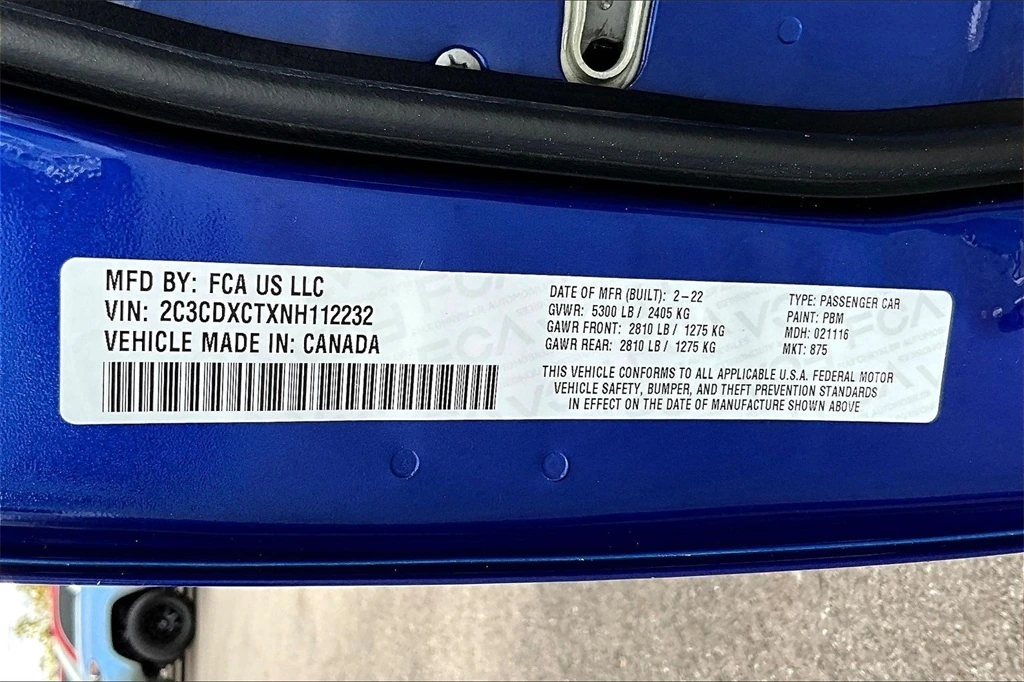 MFD BY: FCA US LLC
VIN: 2C3CDXCTXNH112232
VEHICLE MADE IN: CANADA
DATE OF MFR (BUILT): 2-22
GVWR: 5300 LB / 2405 KG
GAWR FRONT: 2810 LB / 1275 KG
GAWR REAR: 2810 LB / 1275 KG
TYPE: PASSENGER CAR
PAINT: PBM
MDH: 021116
MKT: 875
THIS VEHICLE CONFORMS TO ALL APPLICABLE U.S.A. FEDERAL MOTOR
VEHICLE SAFETY, BUMPER, AND THEFT PREVENTION STANDARDS
IN EFFECT ON THE DATE OF MANUFACTURE SHOWN ABOVE